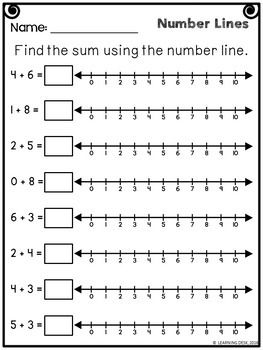 Name: Number Lines
Find the sum using the number line.
4 + 6 = 0 1 2 3 4 5 6 7 8 9 10
1 + 8 = 0 1 2 3 4 5 6 7 8 9 10
2 + 5 = 0 1 2 3 4 5 6 7 8 9 10
0 + 8 = 0 1 2 3 4 5 6 7 8 9 10
6 + 3 = 0 1 2 3 4 5 6 7 8 9 10
2 + 4 = 0 1 2 3 4 5 6 7 8 9 10
4 + 3 = 0 1 2 3 4 5 6 7 8 9 10
5 + 3 = 0 1 2 3 4 5 6 7 8 9 10
© LEARNING DESK, 2018